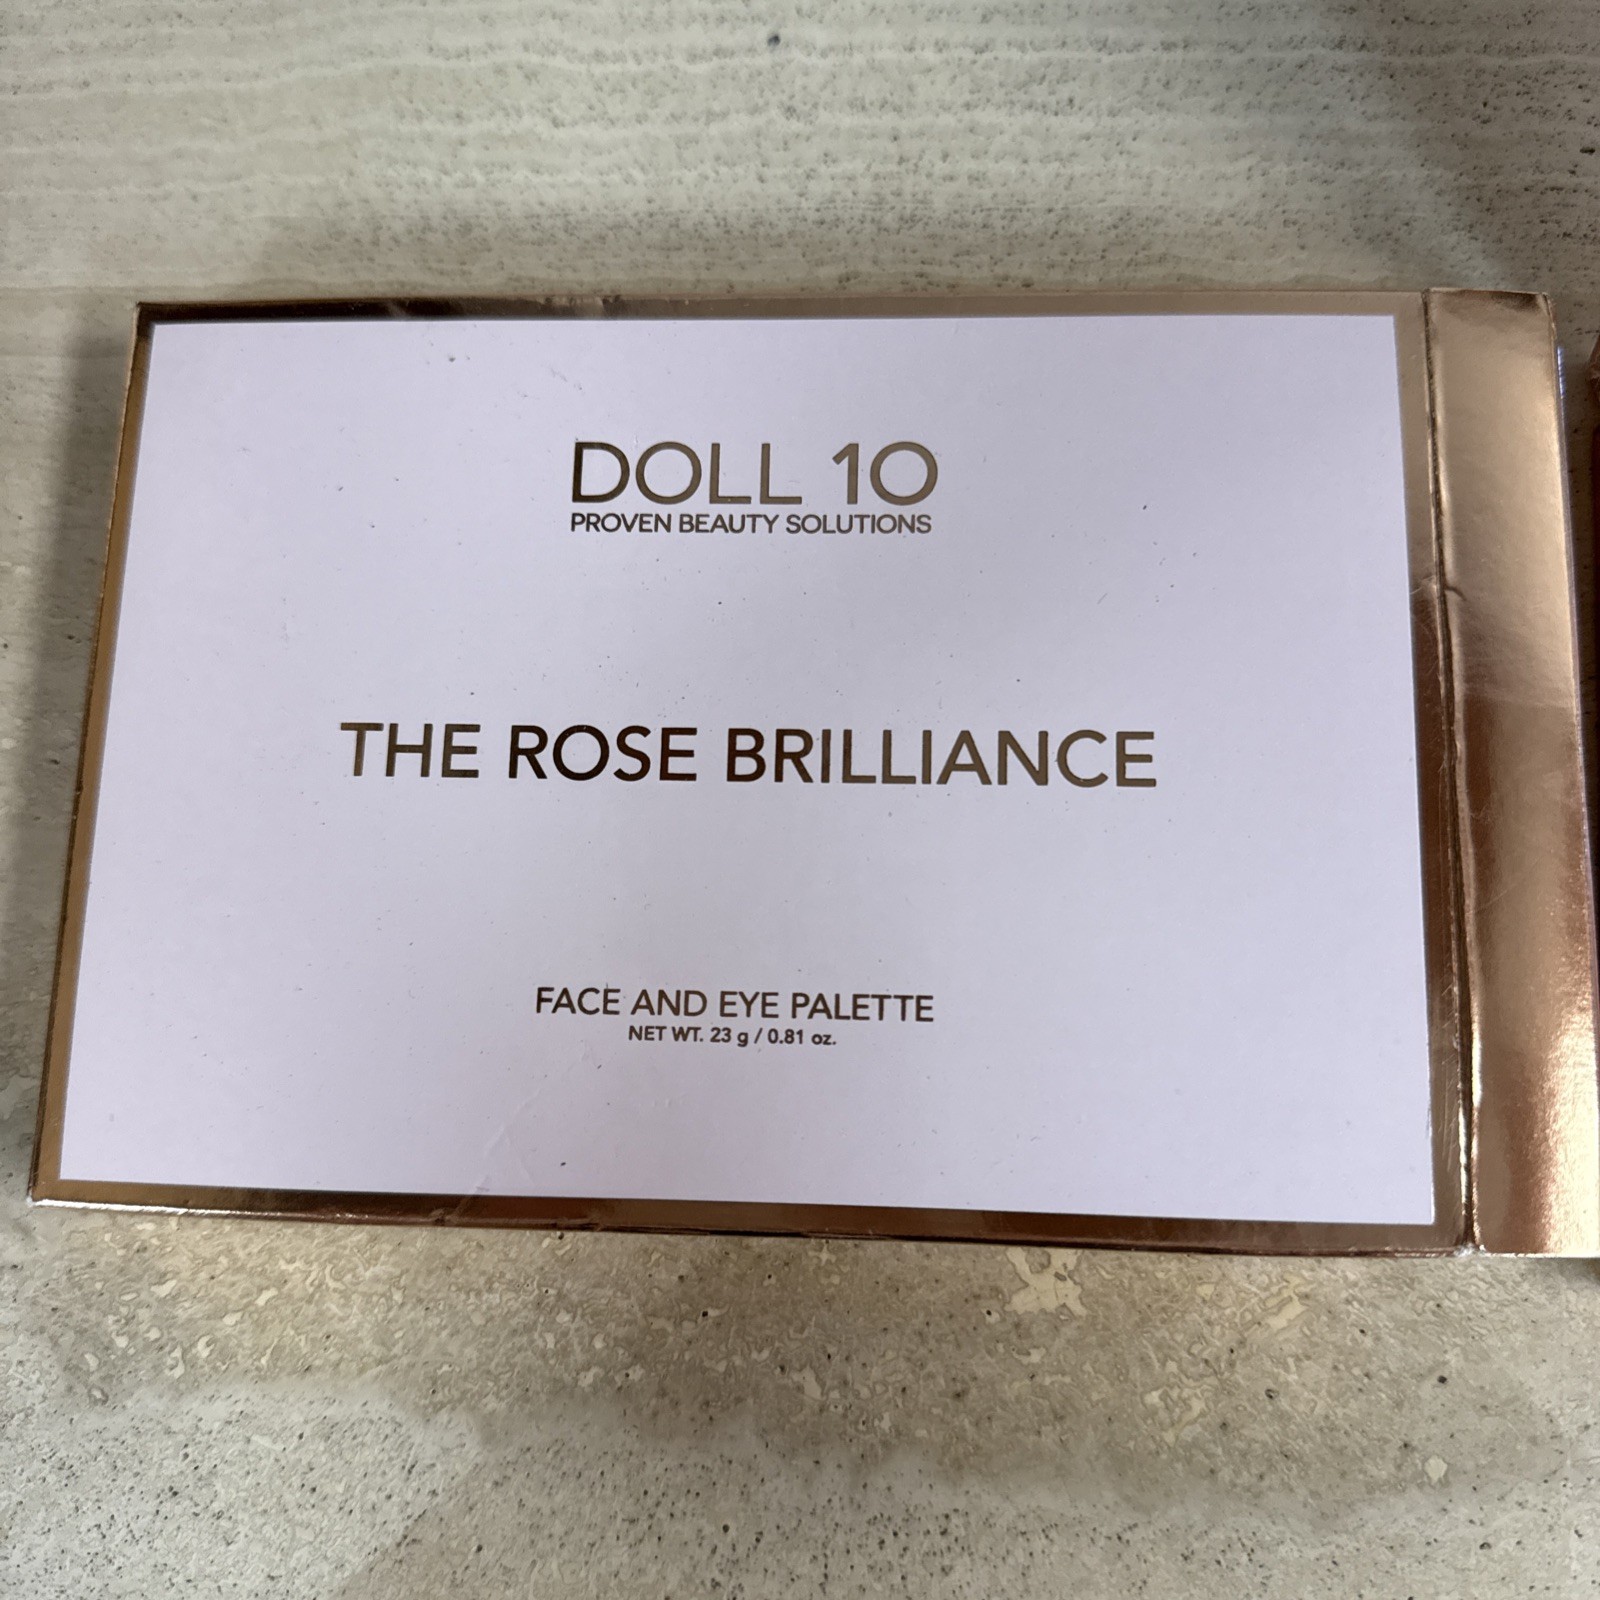 DOLL 10
PROVEN BEAUTY SOLUTIONS
THE ROSE BRILLIANCE
FACE AND EYE PALETTE
NET WT. 23 g / 0.81 oz.